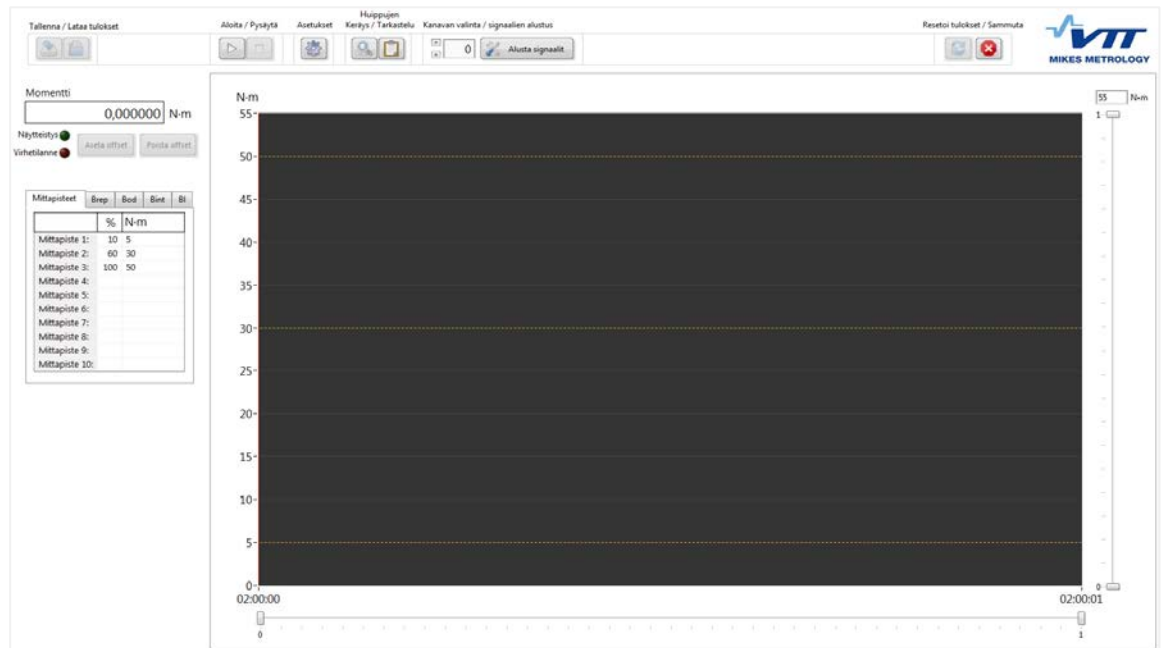 Tallenna / Lataa tulokset
Aloita / Pysäytä
Asetukset
Huippujen
Keräys / Tarkastelu
Kanavan valinta / signaalien alustus
Resetoi tulokset / Sammuta
0
Alusta signaalit
VTT
MIKES METROLOGY
Momentti
0,000000 N·m
Näytteistys
Virhetilanne
Aseta offset
Poista offset
Mittapisteet Brep Bod Bint BI
% N·m
Mittapiste 1: 10 5
Mittapiste 2: 60 30
Mittapiste 3: 100 50
Mittapiste 4:
Mittapiste 5:
Mittapiste 6:
Mittapiste 7:
Mittapiste 8:
Mittapiste 9:
Mittapiste 10:
N·m
55
50
45
40
35
30
25
20
15
10
5
0
02:00:00
02:00:01
0
1
55 N·m
1
0